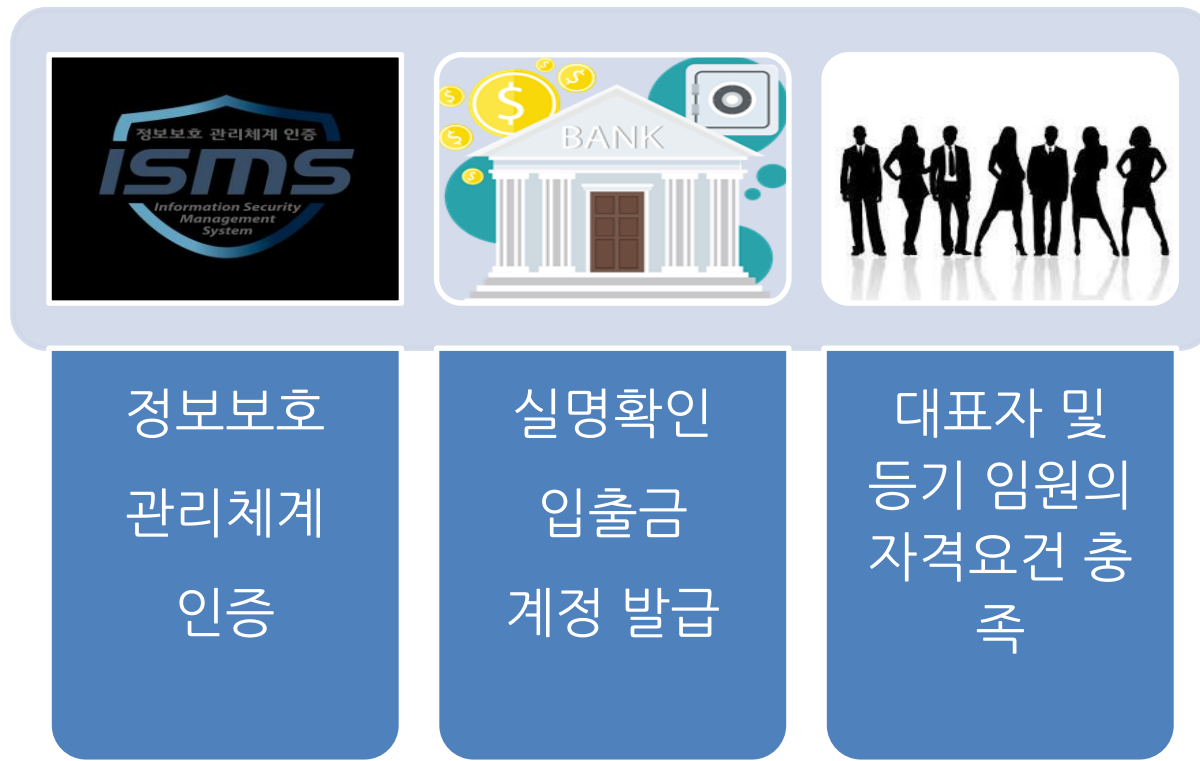 정보보호 관리체계 인증
ISMS
Information Security
Management
System
BANK
정보보호
관리체계
인증
실명확인
입출금
계정 발급
대표자 및
등기 임원의
자격요건 충
족